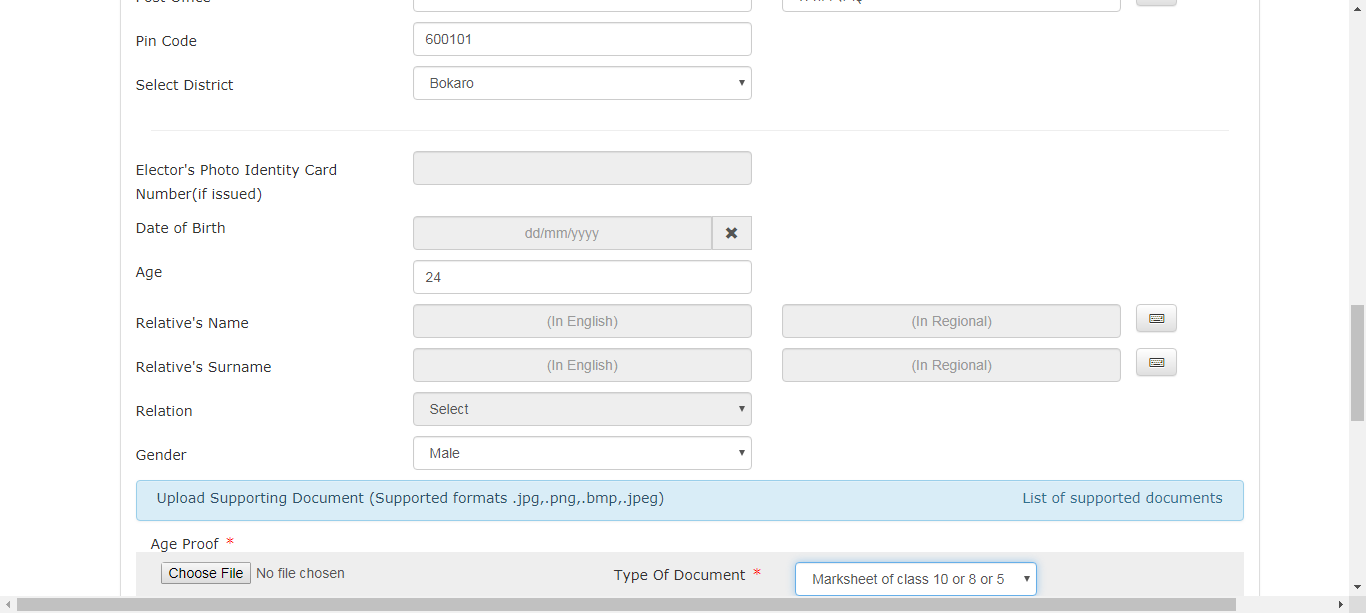 Pin Code 600101
Select District Bokaro
Elector's Photo Identity Card
Number(if issued)
Date of Birth dd/mm/yyyy
Age 24
Relative's Name (In English) (In Regional)
Relative's Surname (In English) (In Regional)
Relation Select
Gender Male
Upload Supporting Document (Supported formats .jpg,.png,.bmp,.jpeg) List of supported documents
Age Proof *
Choose File No file chosen Type Of Document * Marksheet of class 10 or 8 or 5